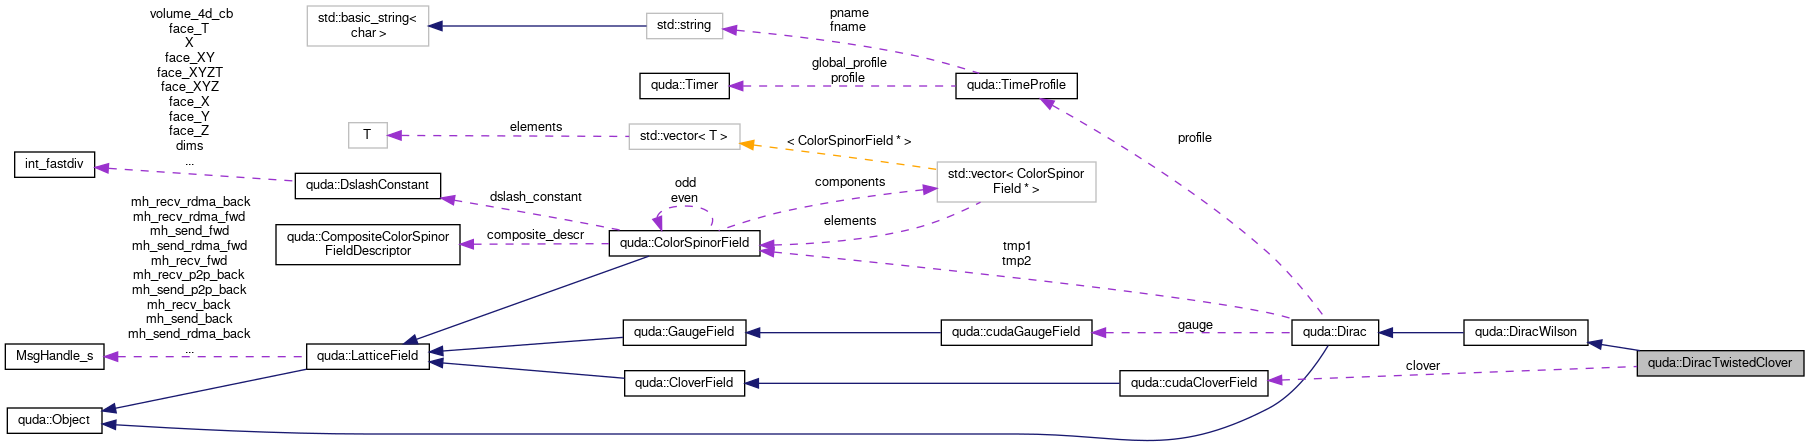 volume_4d_cb
face_T
X
face_XY
face_XYZT
face_XYZ
face_X
face_Y
face_Z
dims
...
int_fastdiv
mh_recv_rdma_back
mh_recv_rdma_fwd
mh_send_fwd
mh_send_rdma_fwd
mh_recv_fwd
mh_recv_p2p_back
mh_send_p2p_back
mh_recv_back
mh_send_back
mh_send_rdma_back
...
MsgHandle_s
quda::Object
std::basic_string<
char >
T
quda::DslashConstant
quda::CompositeColorSpinor
FieldDescriptor
quda::LatticeField
elements
dslash_constant
composite_descr
std::string
quda::Timer
std::vector< T >
odd
even
quda::ColorSpinorField
quda::GaugeField
quda::CloverField
pname
fname
global_profile
profile
< ColorSpinorField * >
components
elements
quda::TimeProfile
std::vector< ColorSpinor
Field * >
tmp1
tmp2
quda::cudaGaugeField
quda::cudaCloverField
profile
gauge
quda::Dirac
clover
quda::DiracWilson
quda::DiracTwistedClover